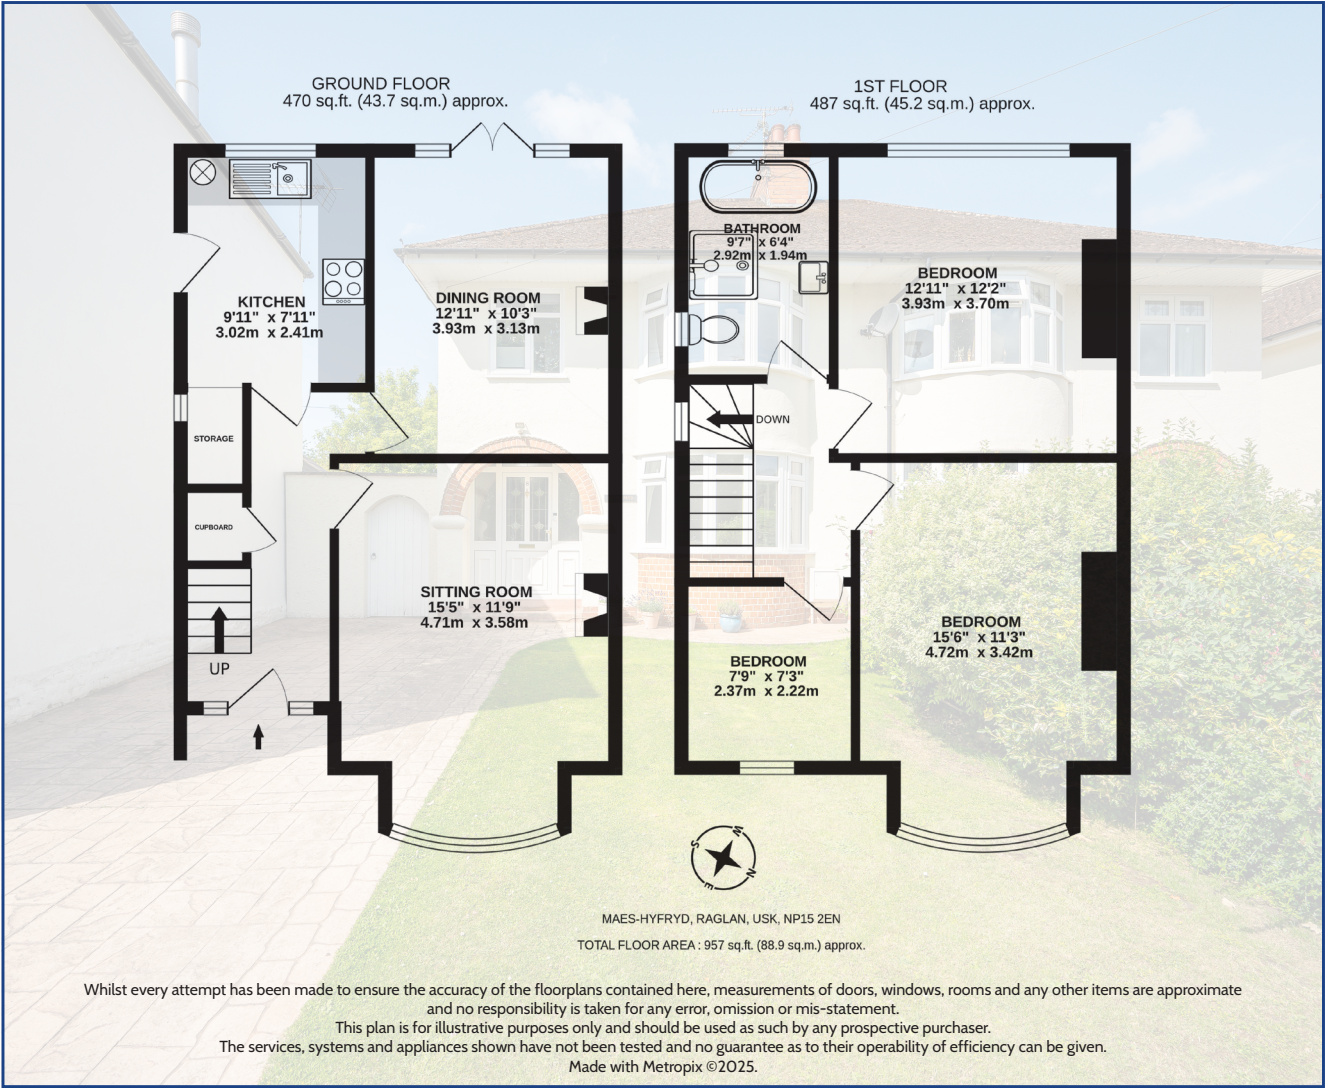 GROUND FLOOR
470 sq.ft. (43.7 sq.m.) approx.
1ST FLOOR
487 sq.ft. (45.2 sq.m.) approx.
KITCHEN
9'11" x 7'11"
3.02m x 2.41m
DINING ROOM
12'11" x 10'3"
3.93m x 3.13m
STORAGE
CUPBOARD
SITTING ROOM
15'5" x 11'9"
4.71m x 3.58m
UP
BATHROOM
9'7" x 6'4"
2.92m x 1.94m
BEDROOM
12'11" x 12'2"
3.93m x 3.70m
DOWN
BEDROOM
15'6" x 11'3"
4.72m x 3.42m
BEDROOM
7'9" x 7'3"
2.37m x 2.22m
S
W
E
N
MAES-HYFRYD, RAGLAN, USK, NP15 2EN
TOTAL FLOOR AREA : 957 sq.ft. (88.9 sq.m.) approx.
Whilst every attempt has been made to ensure the accuracy of the floorplans contained here, measurements of doors, windows, rooms and any other items are approximate
and no responsibility is taken for any error, omission or mis-statement.
This plan is for illustrative purposes only and should be used as such by any prospective purchaser.
The services, systems and appliances shown have not been tested and no guarantee as to their operability of efficiency can be given.
Made with Metropix ©2025.